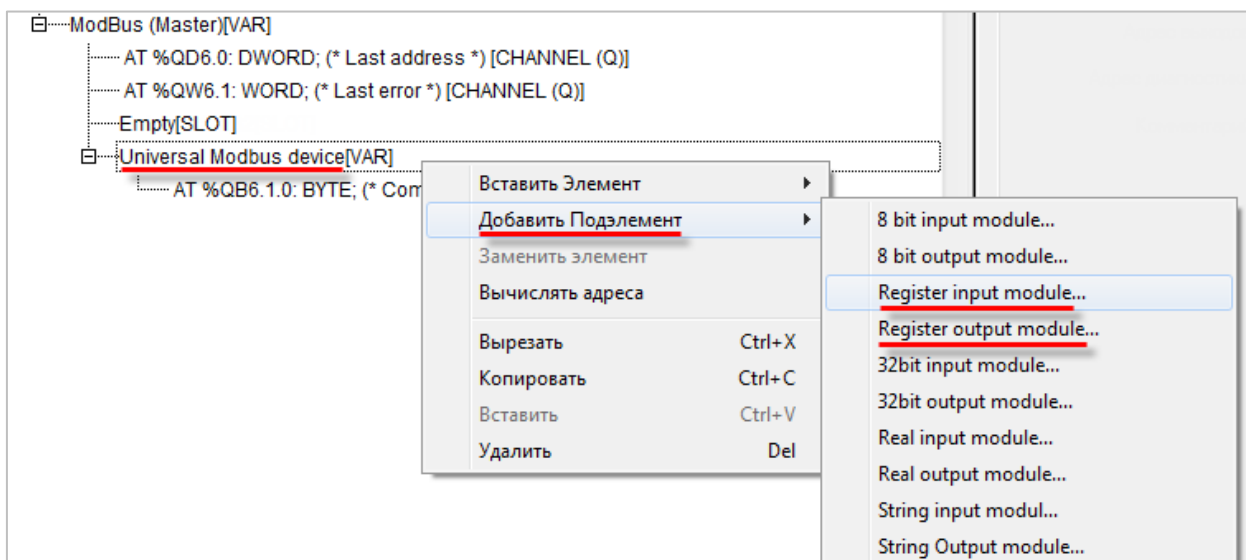 ModBus (Master)[VAR]
AT %QD6.0: DWORD; (* Last address *) [CHANNEL (Q)]
AT %QW6.1: WORD; (* Last error *) [CHANNEL (Q)]
Empty[SLOT]
Universal Modbus device[VAR]
AT %QB6.1.0: BYTE; (* Com
Вставить Элемент
Добавить Подэлемент
Заменить элемент
Вычислять адреса
Вырезать Ctrl+X
Копировать Ctrl+C
Вставить Ctrl+V
Удалить Del
8 bit input module...
8 bit output module...
Register input module...
Register output module...
32bit input module...
32bit output module...
Real input module...
Real output module...
String input modul...
String Output module...